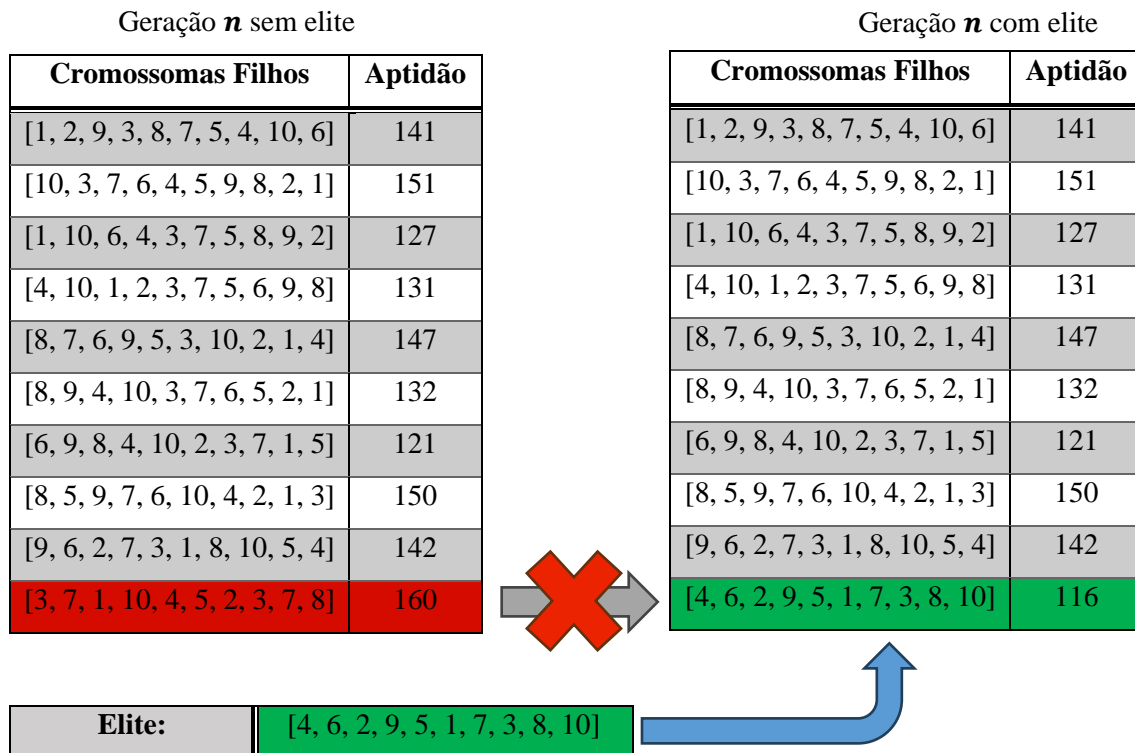 Geração n sem elite
Cromossomas Filhos Aptidão
[1, 2, 9, 3, 8, 7, 5, 4, 10, 6] 141
[10, 3, 7, 6, 4, 5, 9, 8, 2, 1] 151
[1, 10, 6, 4, 3, 7, 5, 8, 9, 2] 127
[4, 10, 1, 2, 3, 7, 5, 6, 9, 8] 131
[8, 7, 6, 9, 5, 3, 10, 2, 1, 4] 147
[8, 9, 4, 10, 3, 7, 6, 5, 2, 1] 132
[6, 9, 8, 4, 10, 2, 3, 7, 1, 5] 121
[8, 5, 9, 7, 6, 10, 4, 2, 1, 3] 150
[9, 6, 2, 7, 3, 1, 8, 10, 5, 4] 142
[3, 7, 1, 10, 4, 5, 2, 3, 7, 8] 160
Geração n com elite
Cromossomas Filhos Aptidão
[1, 2, 9, 3, 8, 7, 5, 4, 10, 6] 141
[10, 3, 7, 6, 4, 5, 9, 8, 2, 1] 151
[1, 10, 6, 4, 3, 7, 5, 8, 9, 2] 127
[4, 10, 1, 2, 3, 7, 5, 6, 9, 8] 131
[8, 7, 6, 9, 5, 3, 10, 2, 1, 4] 147
[8, 9, 4, 10, 3, 7, 6, 5, 2, 1] 132
[6, 9, 8, 4, 10, 2, 3, 7, 1, 5] 121
[8, 5, 9, 7, 6, 10, 4, 2, 1, 3] 150
[9, 6, 2, 7, 3, 1, 8, 10, 5, 4] 142
[4, 6, 2, 9, 5, 1, 7, 3, 8, 10] 116
Elite: [4, 6, 2, 9, 5, 1, 7, 3, 8, 10]